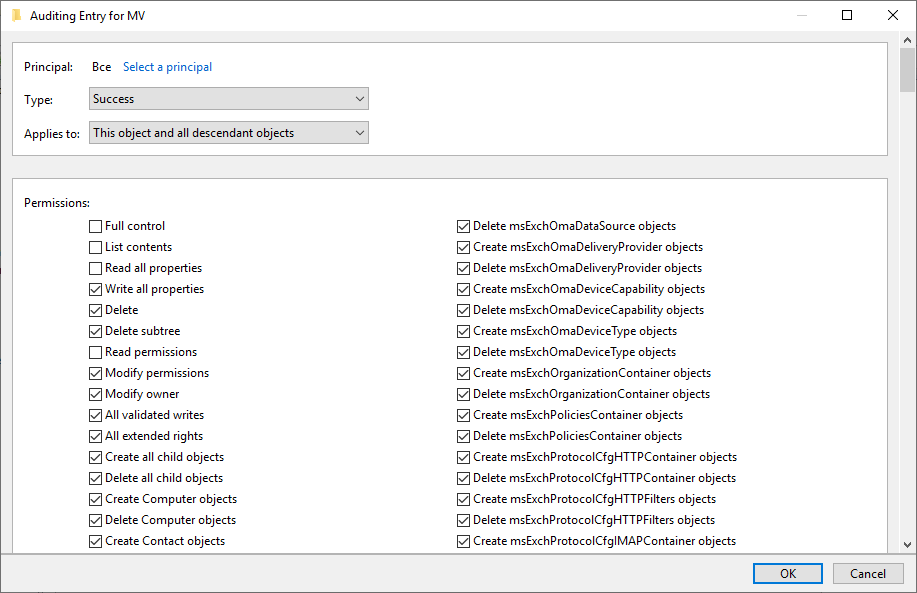 Auditing Entry for MV
Principal: Все Select a principal
Type: Success
Applies to: This object and all descendant objects
Permissions:
Full control
List contents
Read all properties
Write all properties
Delete
Delete subtree
Read permissions
Modify permissions
Modify owner
All validated writes
All extended rights
Create all child objects
Delete all child objects
Create Computer objects
Delete Computer objects
Create Contact objects
Delete msExchOmaDataSource objects
Create msExchOmaDeliveryProvider objects
Delete msExchOmaDeliveryProvider objects
Create msExchOmaDeviceCapability objects
Delete msExchOmaDeviceCapability objects
Create msExchOmaDeviceType objects
Delete msExchOmaDeviceType objects
Create msExchOrganizationContainer objects
Delete msExchOrganizationContainer objects
Create msExchPoliciesContainer objects
Delete msExchPoliciesContainer objects
Create msExchProtocolCfgHTTPContainer objects
Delete msExchProtocolCfgHTTPContainer objects
Create msExchProtocolCfgHTTPFilters objects
Delete msExchProtocolCfgHTTPFilters objects
Create msExchProtocolCfgIMAPContainer objects
OK Cancel